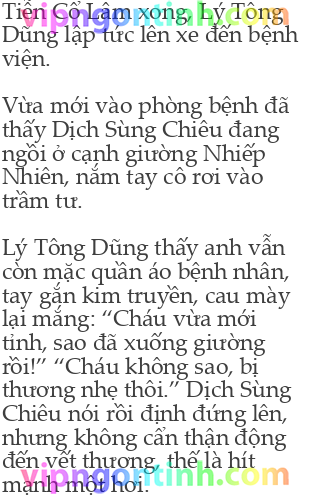 vipngontinh.com
Tiễn Cổ Lâm xong, Lý Tông
Dũng lập tức lên xe đến bệnh
viện.
Vừa mới vào phòng bệnh đã
thấy Dịch Sùng Chiêu đang
ngồi ở cạnh giường Nhiếp
Nhiên, nắm tay cô rơi vào
trầm tư.
Lý Tông Dũng thấy anh vẫn
còn mặc quần áo bệnh nhân,
tay gắn kim truyền, cau mày
lại mắng: “Cháu vừa mới
tỉnh, sao đã xuống giường
rồi!” “Cháu không sao, bị
thương nhẹ thôi.” Dịch Sùng
Chiêu nói rồi định đứng lên,
nhưng không cẩn thận động
đến vết thương, thế là hít
mạnh một hơi.
vipngontinh.com